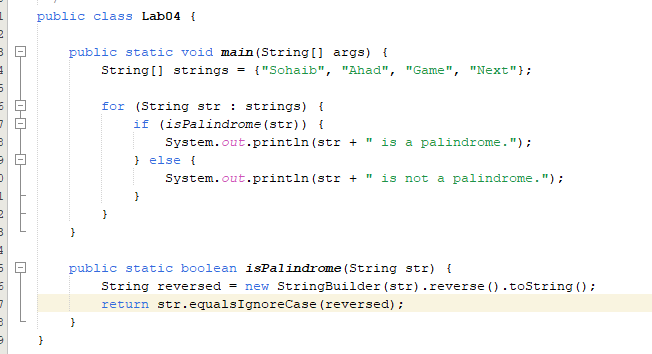 public class Lab04 {
public static void main(String[] args) {
String[] strings = {"Sohaib", "Ahad", "Game", "Next"};
for (String str : strings) {
if (isPalindrome(str)) {
System.out.println(str + " is a palindrome.");
} else {
System.out.println(str + " is not a palindrome.");
}
}
}
public static boolean isPalindrome(String str) {
String reversed = new StringBuilder(str).reverse().toString();
return str.equalsIgnoreCase(reversed);
}
}